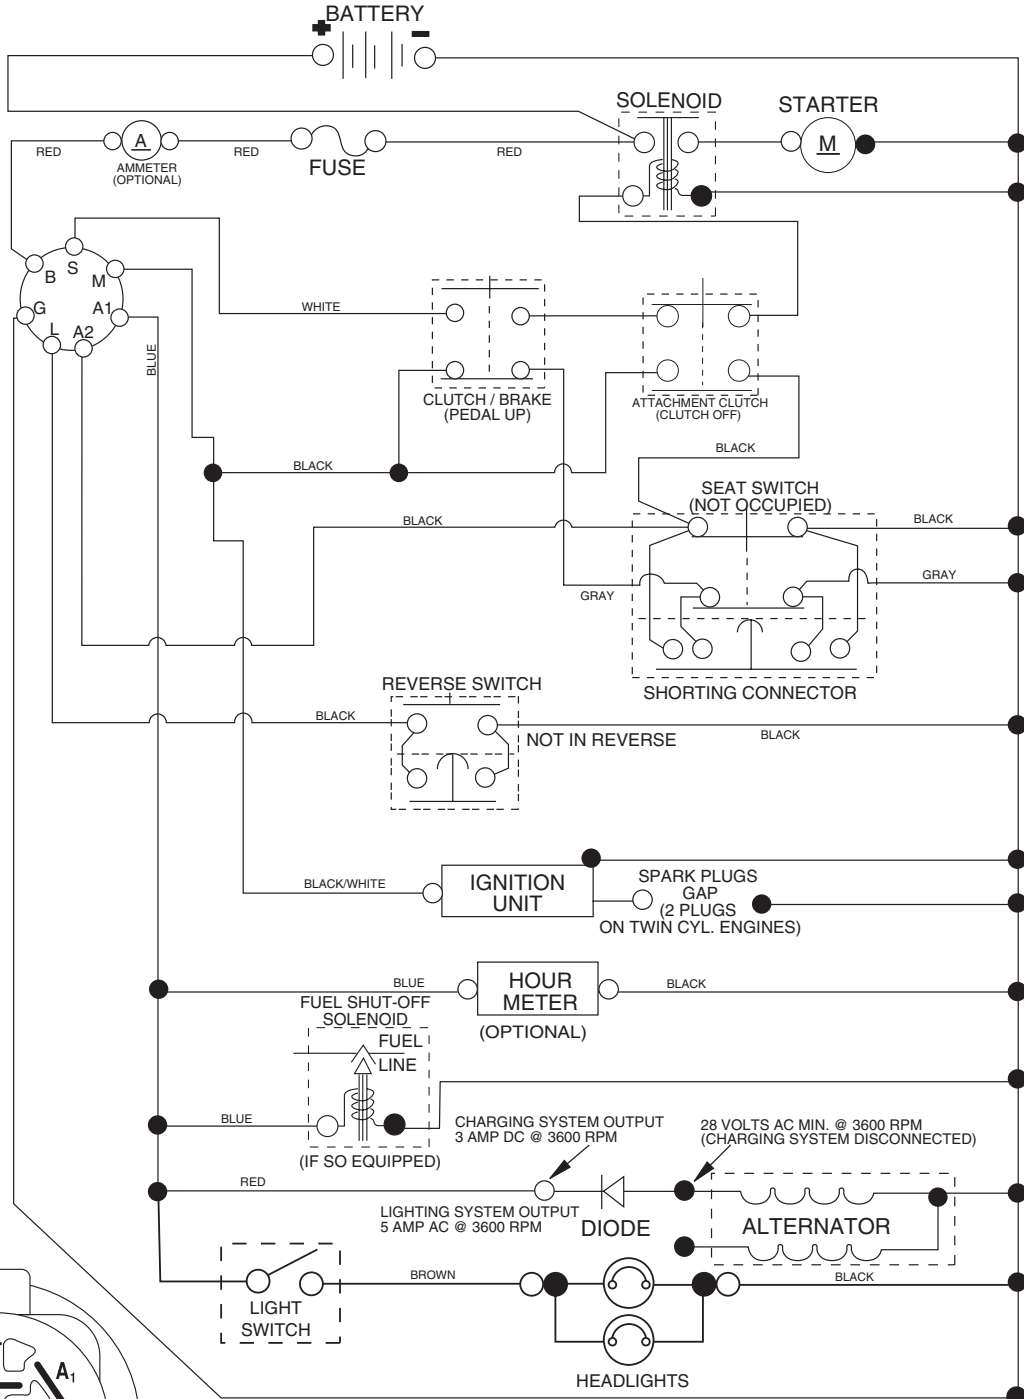 BATTERY
SOLENOID
STARTER
A
M
RED
RED
RED
AMMETER
(OPTIONAL)
FUSE
B
S
M
G
A1
L
A2
WHITE
BLUE
CLUTCH / BRAKE
(PEDAL UP)
ATTACHMENT CLUTCH
(CLUTCH OFF)
BLACK
BLACK
SEAT SWITCH
(NOT OCCUPIED)
BLACK
BLACK
GRAY
GRAY
REVERSE SWITCH
SHORTING CONNECTOR
BLACK
NOT IN REVERSE
BLACK
BLACK/WHITE
IGNITION
UNIT
SPARK PLUGS
GAP
(2 PLUGS
ON TWIN CYL. ENGINES)
BLUE
HOUR
METER
BLACK
(OPTIONAL)
FUEL SHUT-OFF
SOLENOID
FUEL
LINE
BLUE
(IF SO EQUIPPED)
CHARGING SYSTEM OUTPUT
3 AMP DC @ 3600 RPM
28 VOLTS AC MIN. @ 3600 RPM
(CHARGING SYSTEM DISCONNECTED)
RED
LIGHTING SYSTEM OUTPUT
5 AMP AC @ 3600 RPM
DIODE
ALTERNATOR
BROWN
BLACK
LIGHT
SWITCH
HEADLIGHTS
A1